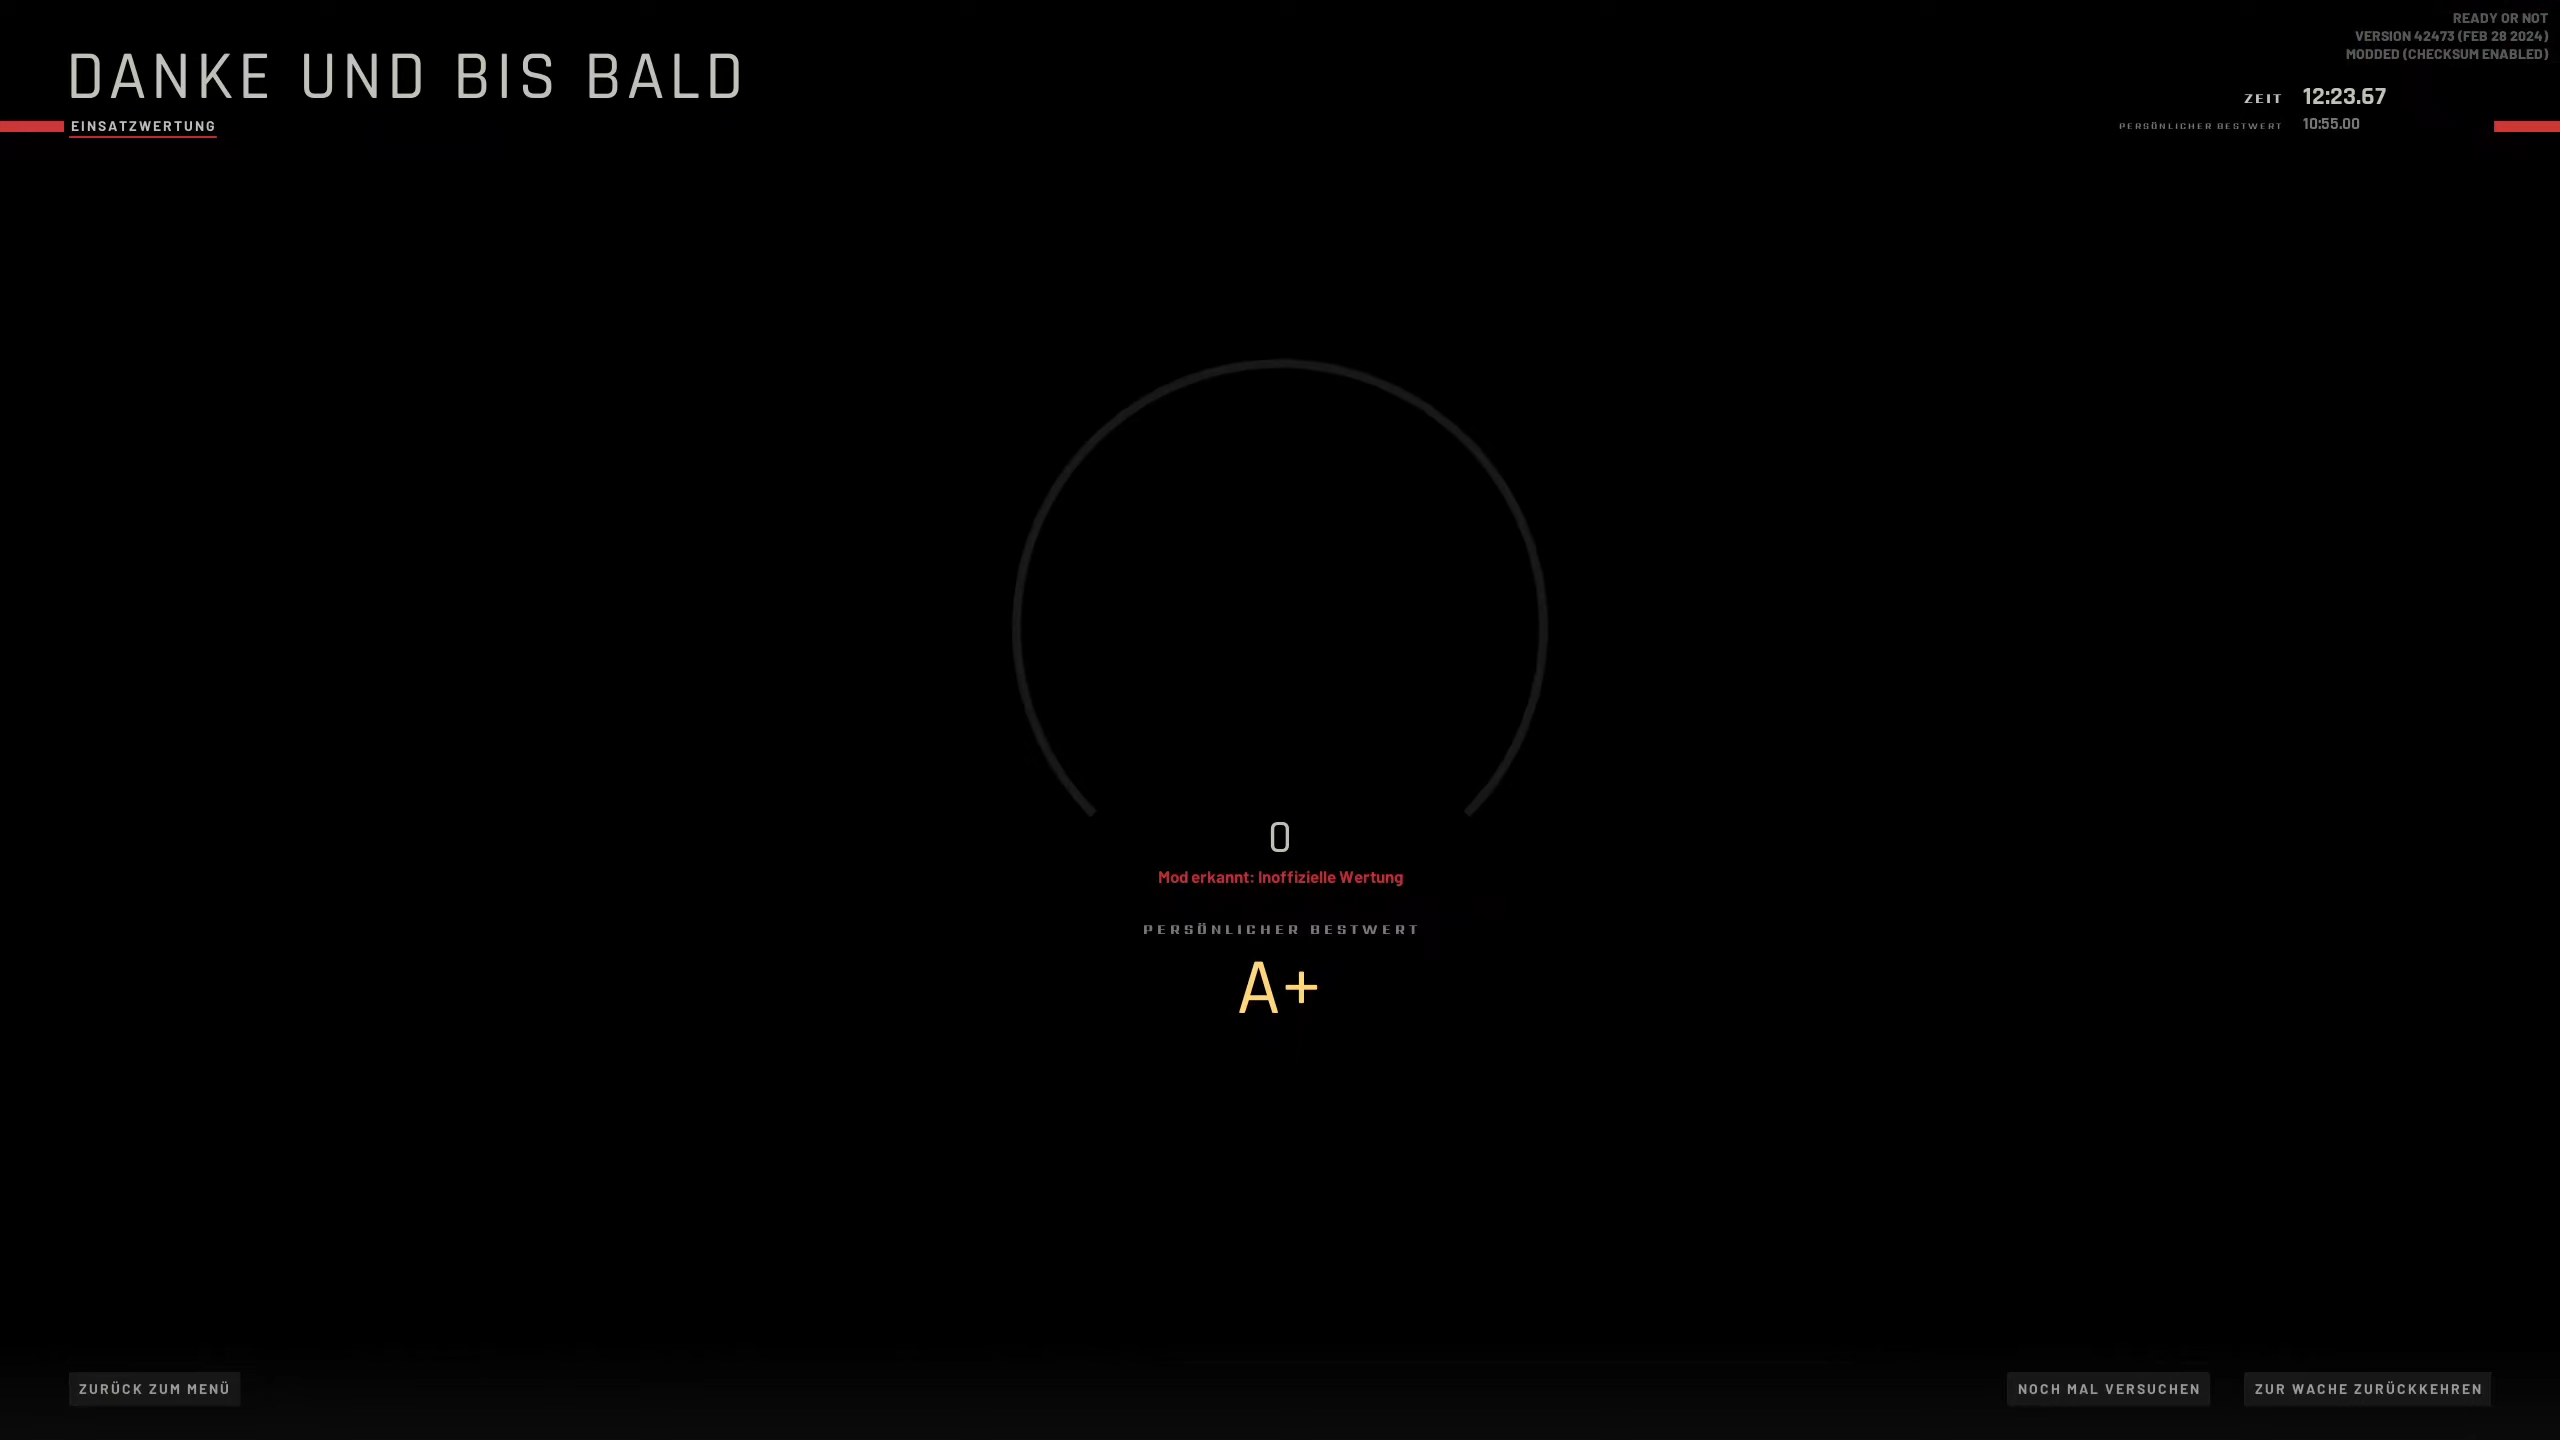 READY OR NOT
VERSION 42473 (FEB 28 2024)
MODDED (CHECKSUM ENABLED)
DANKE UND BIS BALD
EINSATZWERTUNG
ZEIT 12:23.67
PERSÖNLICHER BESTWERT 10:55.00
0
Mod erkannt: Inoffizielle Wertung
PERSÖNLICHER BESTWERT
A+
ZURÜCK ZUM MENÜ
NOCH MAL VERSUCHEN
ZUR WACHE ZURÜCKKEHREN